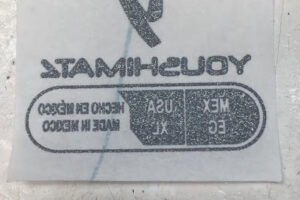 YOUSHIMATZ
MEX USA HECHO EN MÉXICO
EG XL MADE IN MEXICO